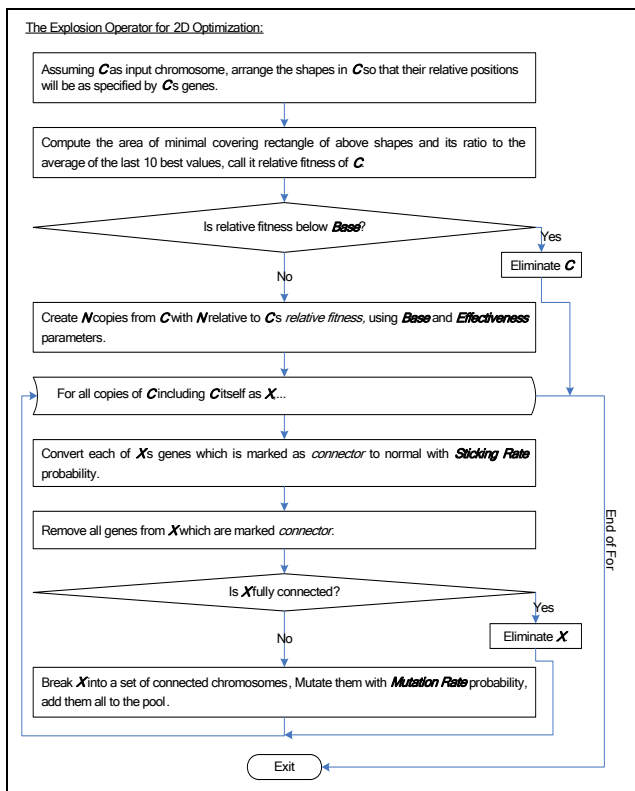 The Explosion Operator for 2D Optimization:
Assuming C as input chromosome, arrange the shapes in C so that their relative positions
will be as specified by C's genes.
Compute the area of minimal covering rectangle of above shapes and its ratio to the
average of the last 10 best values, call it relative fitness of C.
Is relative fitness below Base?
Yes
No
Eliminate C
Create N copies from C with N relative to C's relative fitness, using Base and Effectiveness
parameters.
For all copies of C including C itself as X...
Convert each of X's genes which is marked as connector to normal with Sticking Rate
probability.
Remove all genes from X which are marked connector.
End of For
Is X fully connected?
Yes
No
Eliminate X.
Break X into a set of connected chromosomes, Mutate them with Mutation Rate probability,
add them all to the pool.
Exit